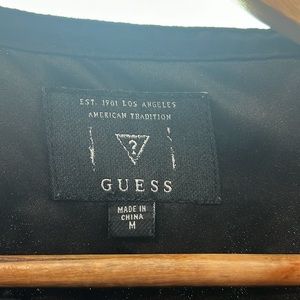 EST. 1981 LOS ANGELES
AMERICAN TRADITION
?
GUESS
MADE IN
CHINA
M